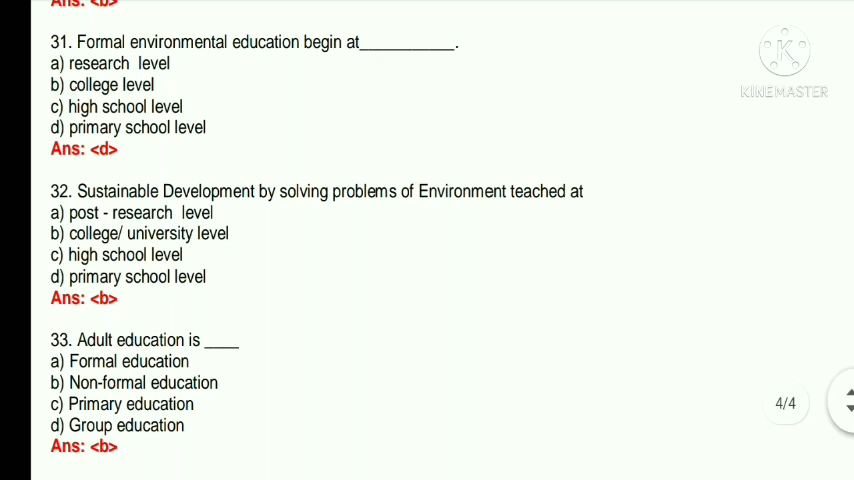 Ans: <b>
31. Formal environmental education begin at___________.
a) research level
b) college level
c) high school level
d) primary school level
Ans: <d>
32. Sustainable Development by solving problems of Environment teached at
a) post - research level
b) college/ university level
c) high school level
d) primary school level
Ans: <b>
33. Adult education is ____
a) Formal education
b) Non-formal education
c) Primary education
d) Group education
Ans: <b>
K
KINEMASTER
4/4